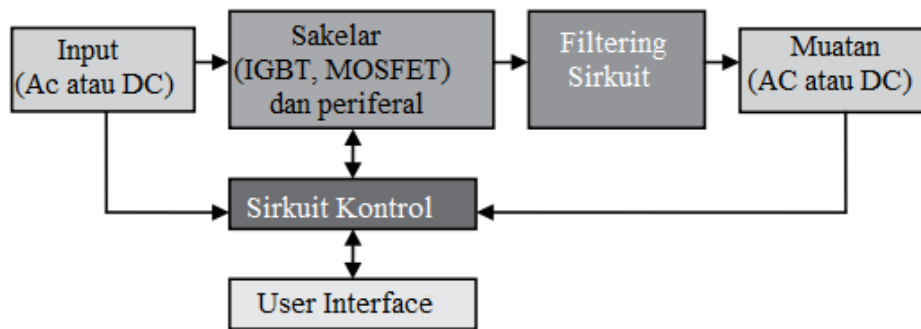 Input
(Ac atau DC)
Sakelar
(IGBT, MOSFET)
dan periferal
Filtering
Sirkuit
Muatan
(AC atau DC)
Sirkuit Kontrol
User Interface